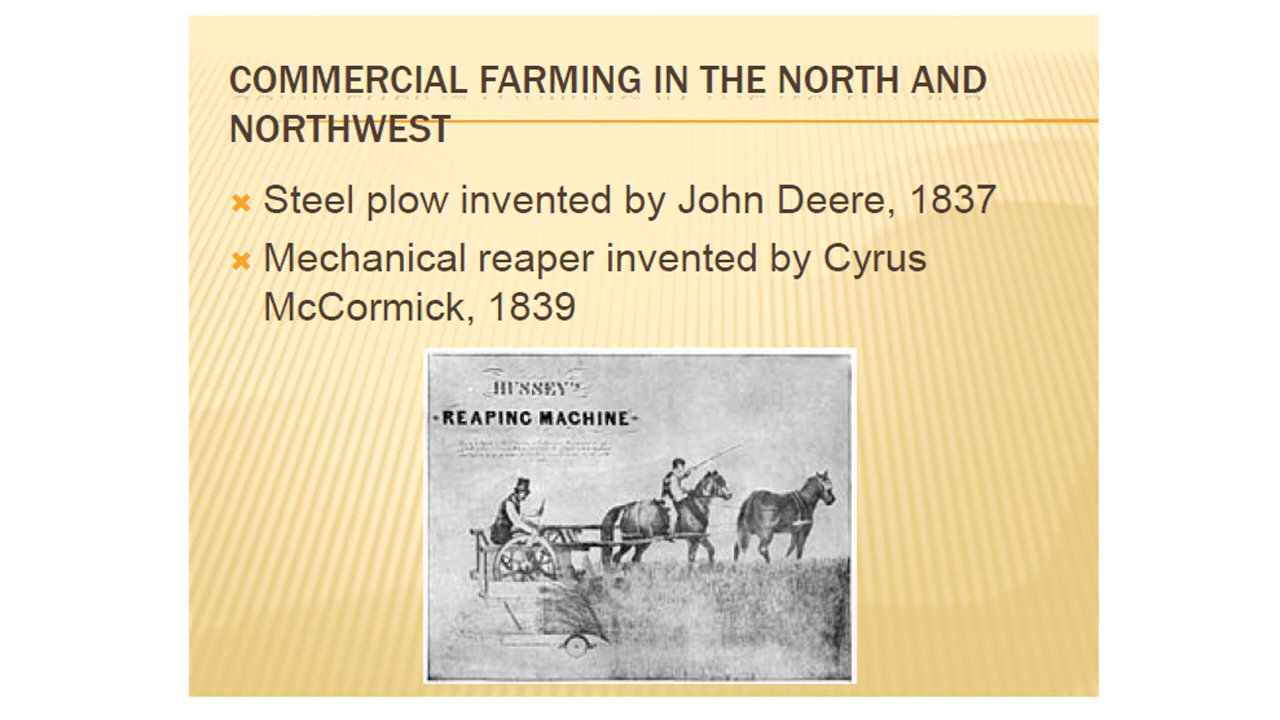 COMMERCIAL FARMING IN THE NORTH AND
NORTHWEST
Steel plow invented by John Deere, 1837
Mechanical reaper invented by Cyrus
McCormick, 1839
HUSSEY'S
REAPING MACHINE